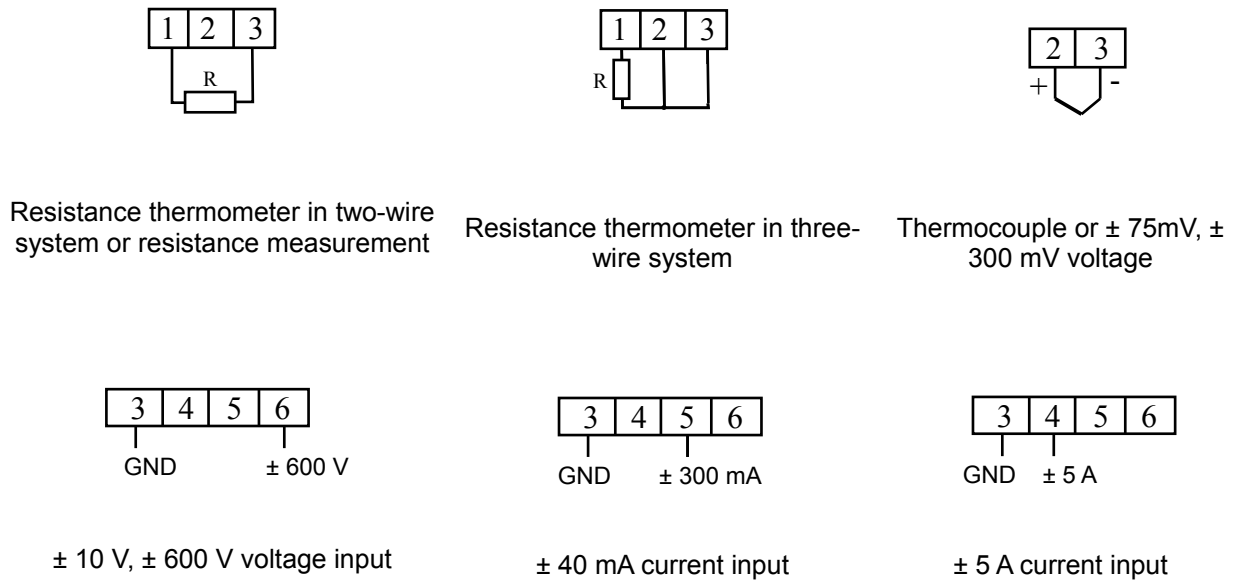 1 2 3
R
Resistance thermometer in two-wire
system or resistance measurement
1 2 3
R
Resistance thermometer in three-
wire system
2 3
+ -
Thermocouple or ± 75mV, ±
300 mV voltage
3 4 5 6
GND ± 600 V
± 10 V, ± 600 V voltage input
3 4 5 6
GND ± 300 mA
± 40 mA current input
3 4 5 6
GND ± 5 A
± 5 A current input